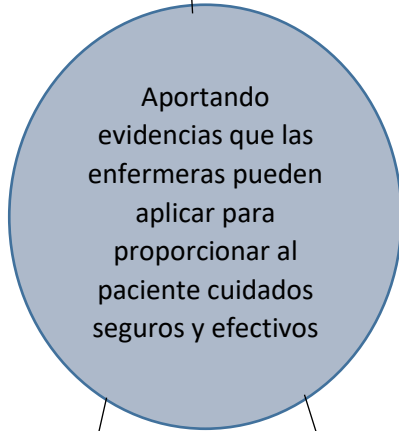 Aportando
evidencias que las
enfermeras pueden
aplicar para
proporcionar al
paciente cuidados
seguros y efectivos